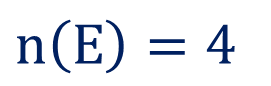 n(E) = 4